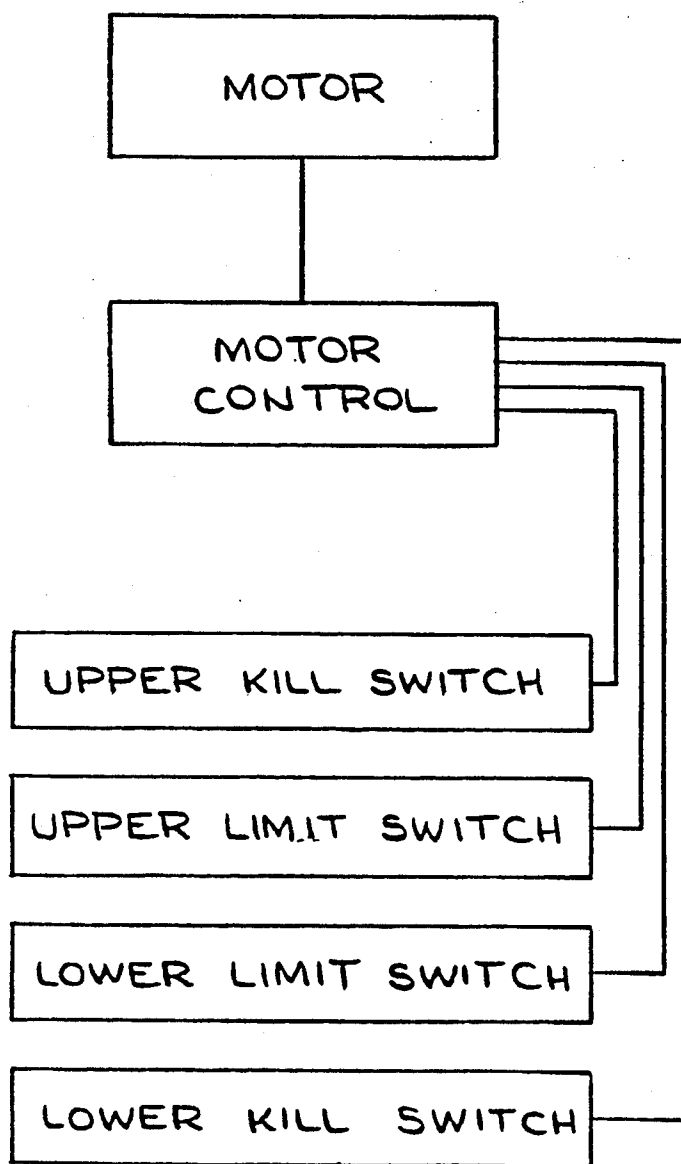 MOTOR
MOTOR
CONTROL
UPPER KILL SWITCH
UPPER LIMIT SWITCH
LOWER LIMIT SWITCH
LOWER KILL SWITCH